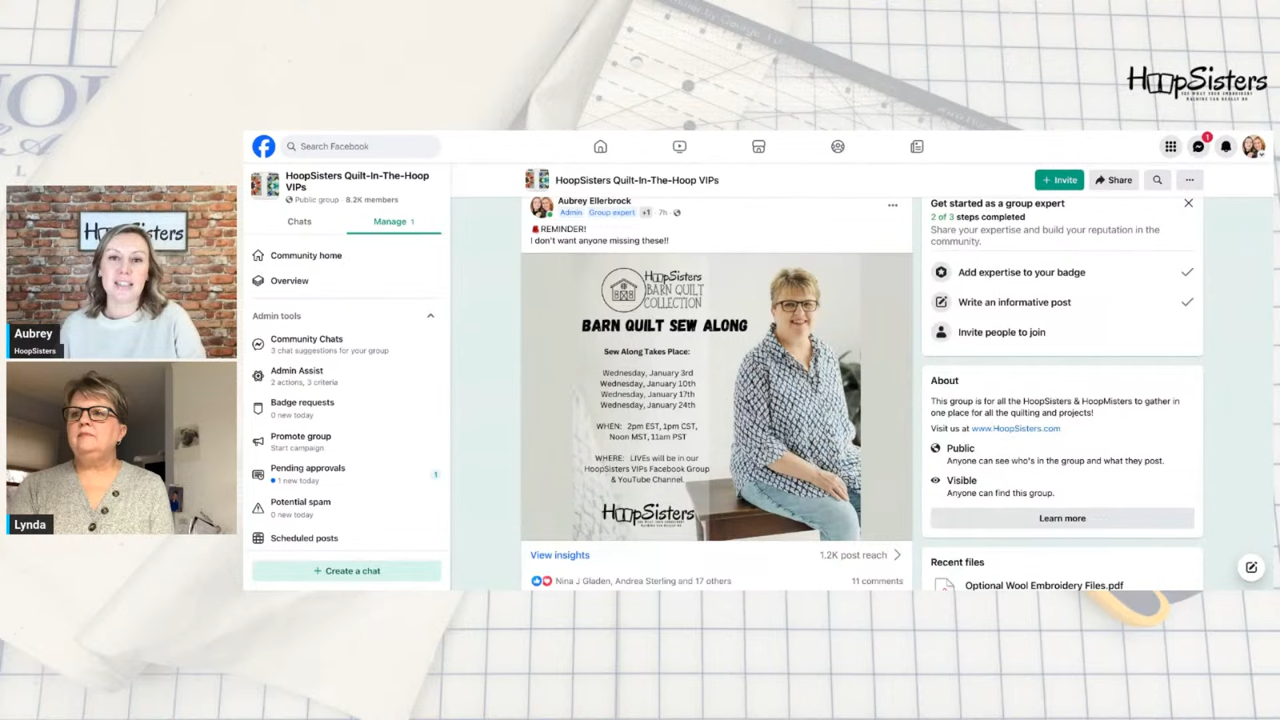 HoopSisters
SEE WHAT YOUR EMBROIDERY
MACHINE CAN REALLY DO
Search Facebook
1
HoopSisters Quilt-In-The-Hoop
VIPs
Public group 8.2K members
Chats
Manage 1
Community home
Overview
Admin tools
Community Chats
3 chat suggestions for your group
Admin Assist
2 actions, 3 criteria
Badge requests
0 new today
Promote group
Start campaign
Pending approvals
1 new today
1
Potential spam
0 new today
Scheduled posts
+ Create a chat
HoopSisters Quilt-In-The-Hoop VIPs
+ Invite
Share
Aubrey Ellerbrock
Admin Group expert +1 7h
REMINDER!
I don't want anyone missing these!!
HoopSisters
BARN QUILT
COLLECTION
BARN QUILT SEW ALONG
Sew Along Takes Place:
Wednesday, January 3rd
Wednesday, January 10th
Wednesday, January 17th
Wednesday, January 24th
WHEN: 2pm EST, 1pm CST,
Noon MST, 11am PST
WHERE: LIVEs will be in our
HoopSisters VIPs Facebook Group
& YouTube Channel
HoopSisters
View insights
1.2K post reach
Nina J Gladen, Andrea Sterling and 17 others
11 comments
Get started as a group expert
2 of 3 steps completed
Share your expertise and build your reputation in the
community.
Add expertise to your badge
Write an informative post
Invite people to join
About
This group is for all the HoopSisters & HoopMisters to gather in
one place for all the quilting and projects!
Visit us at www.HoopSisters.com
Public
Anyone can see who's in the group and what they post.
Visible
Anyone can find this group.
Learn more
Recent files
Optional Wool Embroidery Files.pdf
HoopSisters
Aubrey
HoopSisters
Lynda